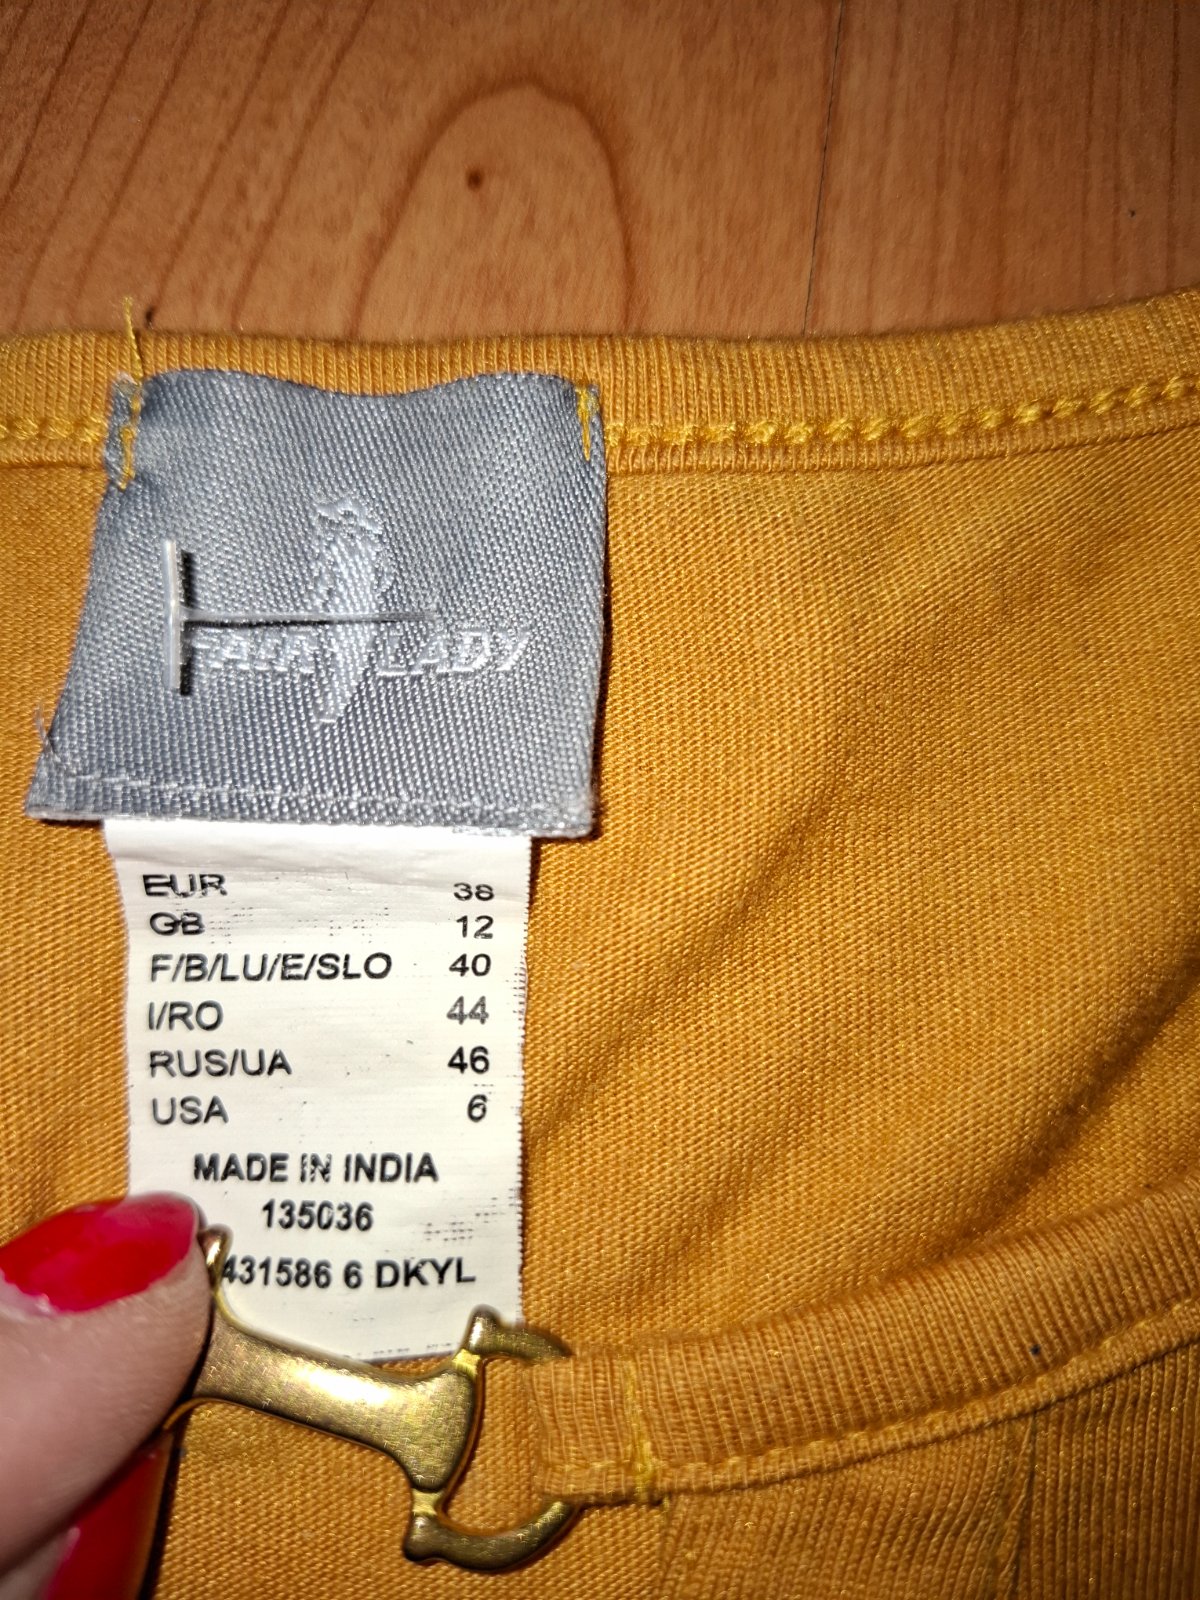 FAIR LADY
EUR 38
GB 12
F/B/LU/E/SLO 40
I/RO 44
RUS/UA 46
USA 6
MADE IN INDIA
135036
431586 6 DKYL